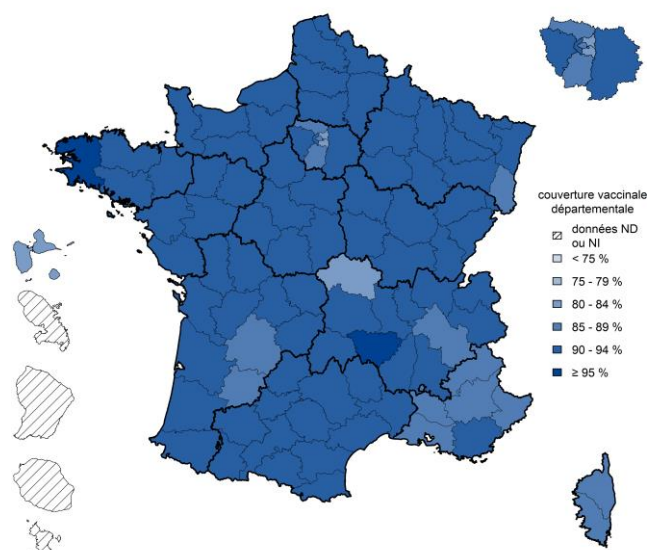 couverture vaccinale
départementale
données ND
ou NI
< 75 %
75 - 79 %
80 - 84 %
85 - 89 %
90 - 94 %
≥ 95 %